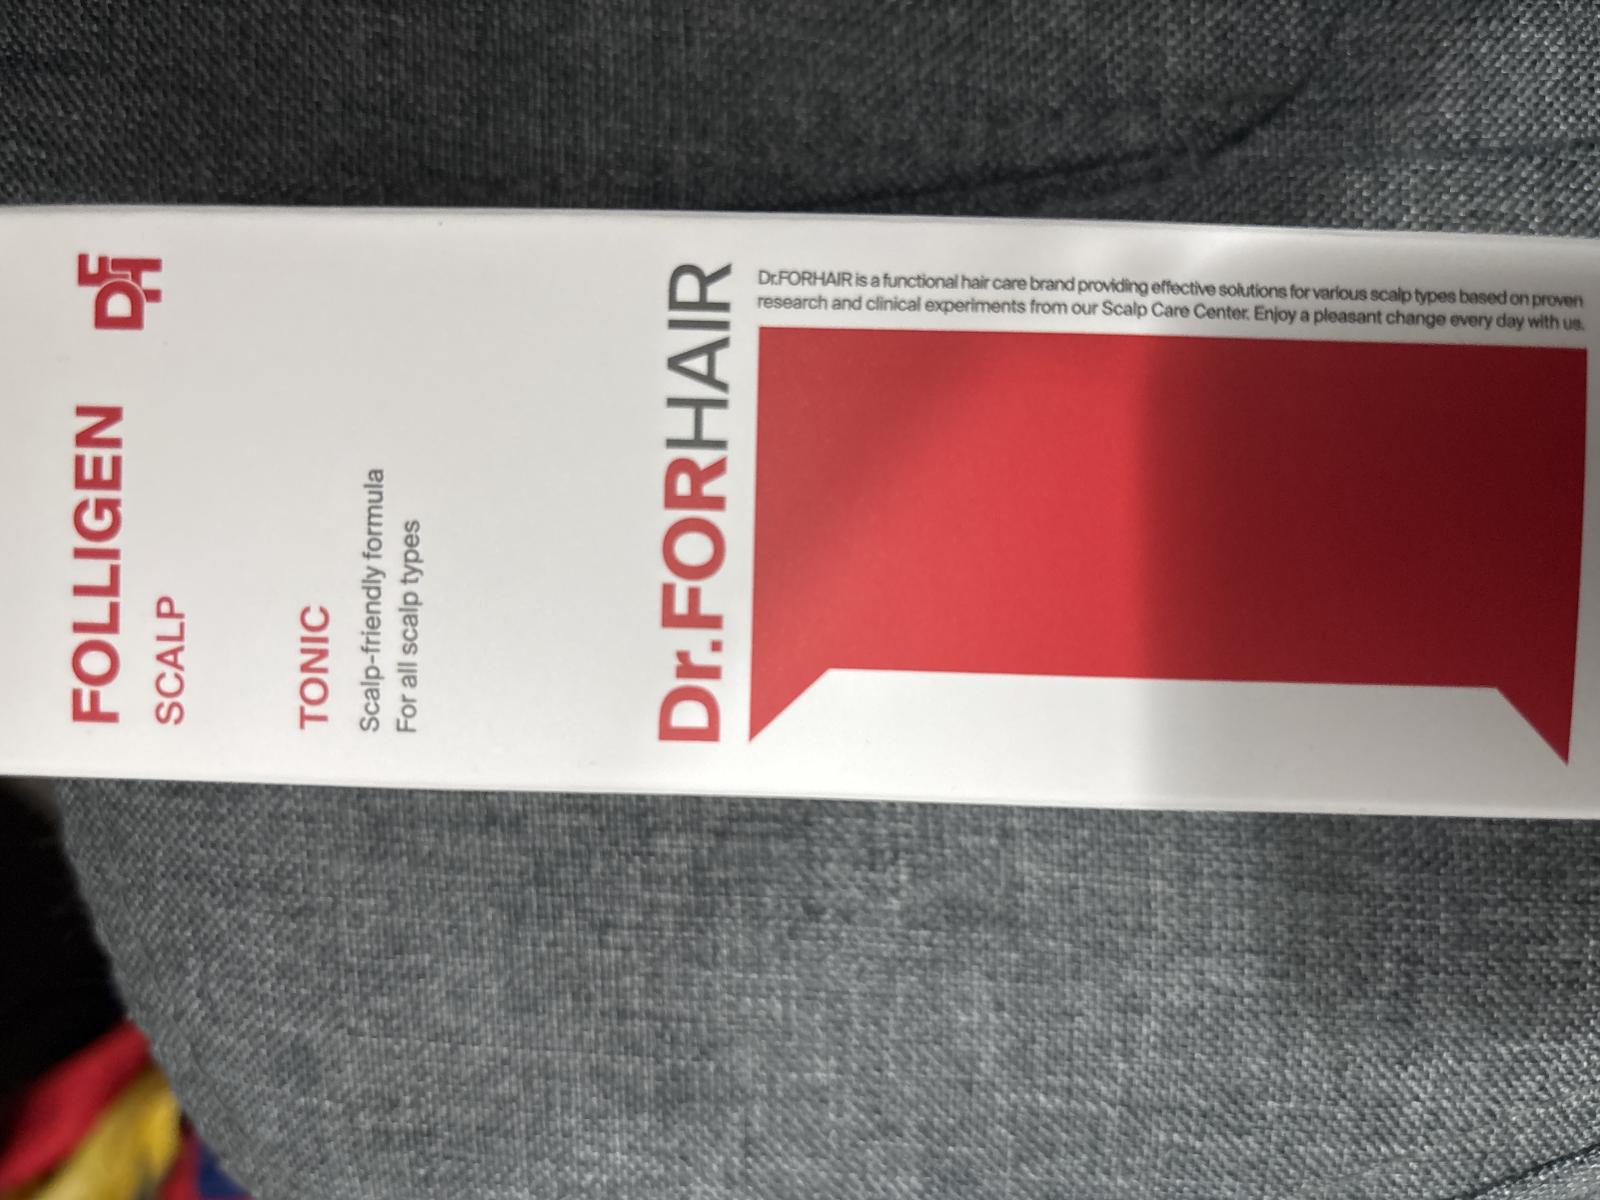 FOLLIGEN
SCALP
TONIC
Scalp-friendly formula
For all scalp types
Dr.FORHAIR
Dr.FORHAIR is a functional hair care brand providing effective solutions for various scalp types based on proven
research and clinical experiments from our Scalp Care Center. Enjoy a pleasant change every day with us.
DFH